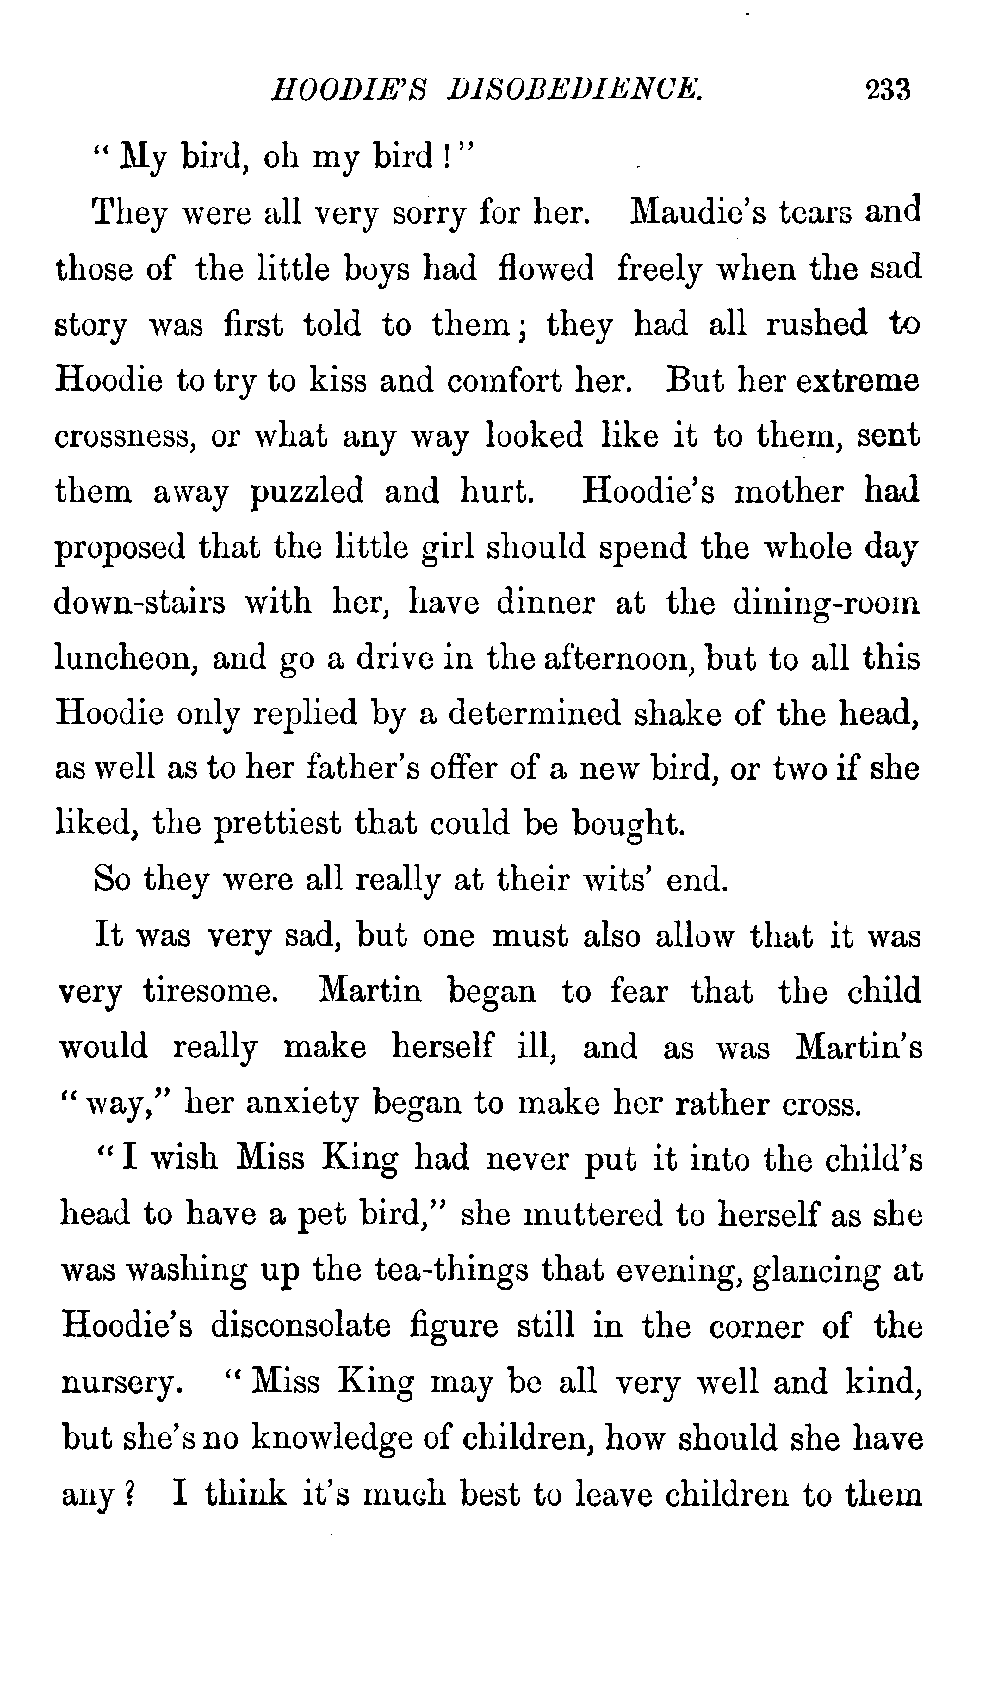 HOODIE'S DISOBEDIENCE. 233
" My bird, oh my bird ! "
They were all very sorry for her. Maudie's tears and
those of the little boys had flowed freely when the sad
story was first told to them ; they had all rushed to
Hoodie to try to kiss and comfort her. But her extreme
crossness, or what any way looked like it to them, sent
them away puzzled and hurt. Hoodie's mother had
proposed that the little girl should spend the whole day
down-stairs with her, have dinner at the dining-room
luncheon, and go a drive in the afternoon, but to all this
Hoodie only replied by a determined shake of the head,
as well as to her father's offer of a new bird, or two if she
liked, the prettiest that could be bought.
So they were all really at their wits' end.
It was very sad, but one must also allow that it was
very tiresome. Martin began to fear that the child
would really make herself ill, and as was Martin's
" way," her anxiety began to make her rather cross.
" I wish Miss King had never put it into the child's
head to have a pet bird," she muttered to herself as she
was washing up the tea-things that evening, glancing at
Hoodie's disconsolate figure still in the corner of the
nursery. " Miss King may be all very well and kind,
but she's no knowledge of children, how should she have
any ? I think it's much best to leave children to them